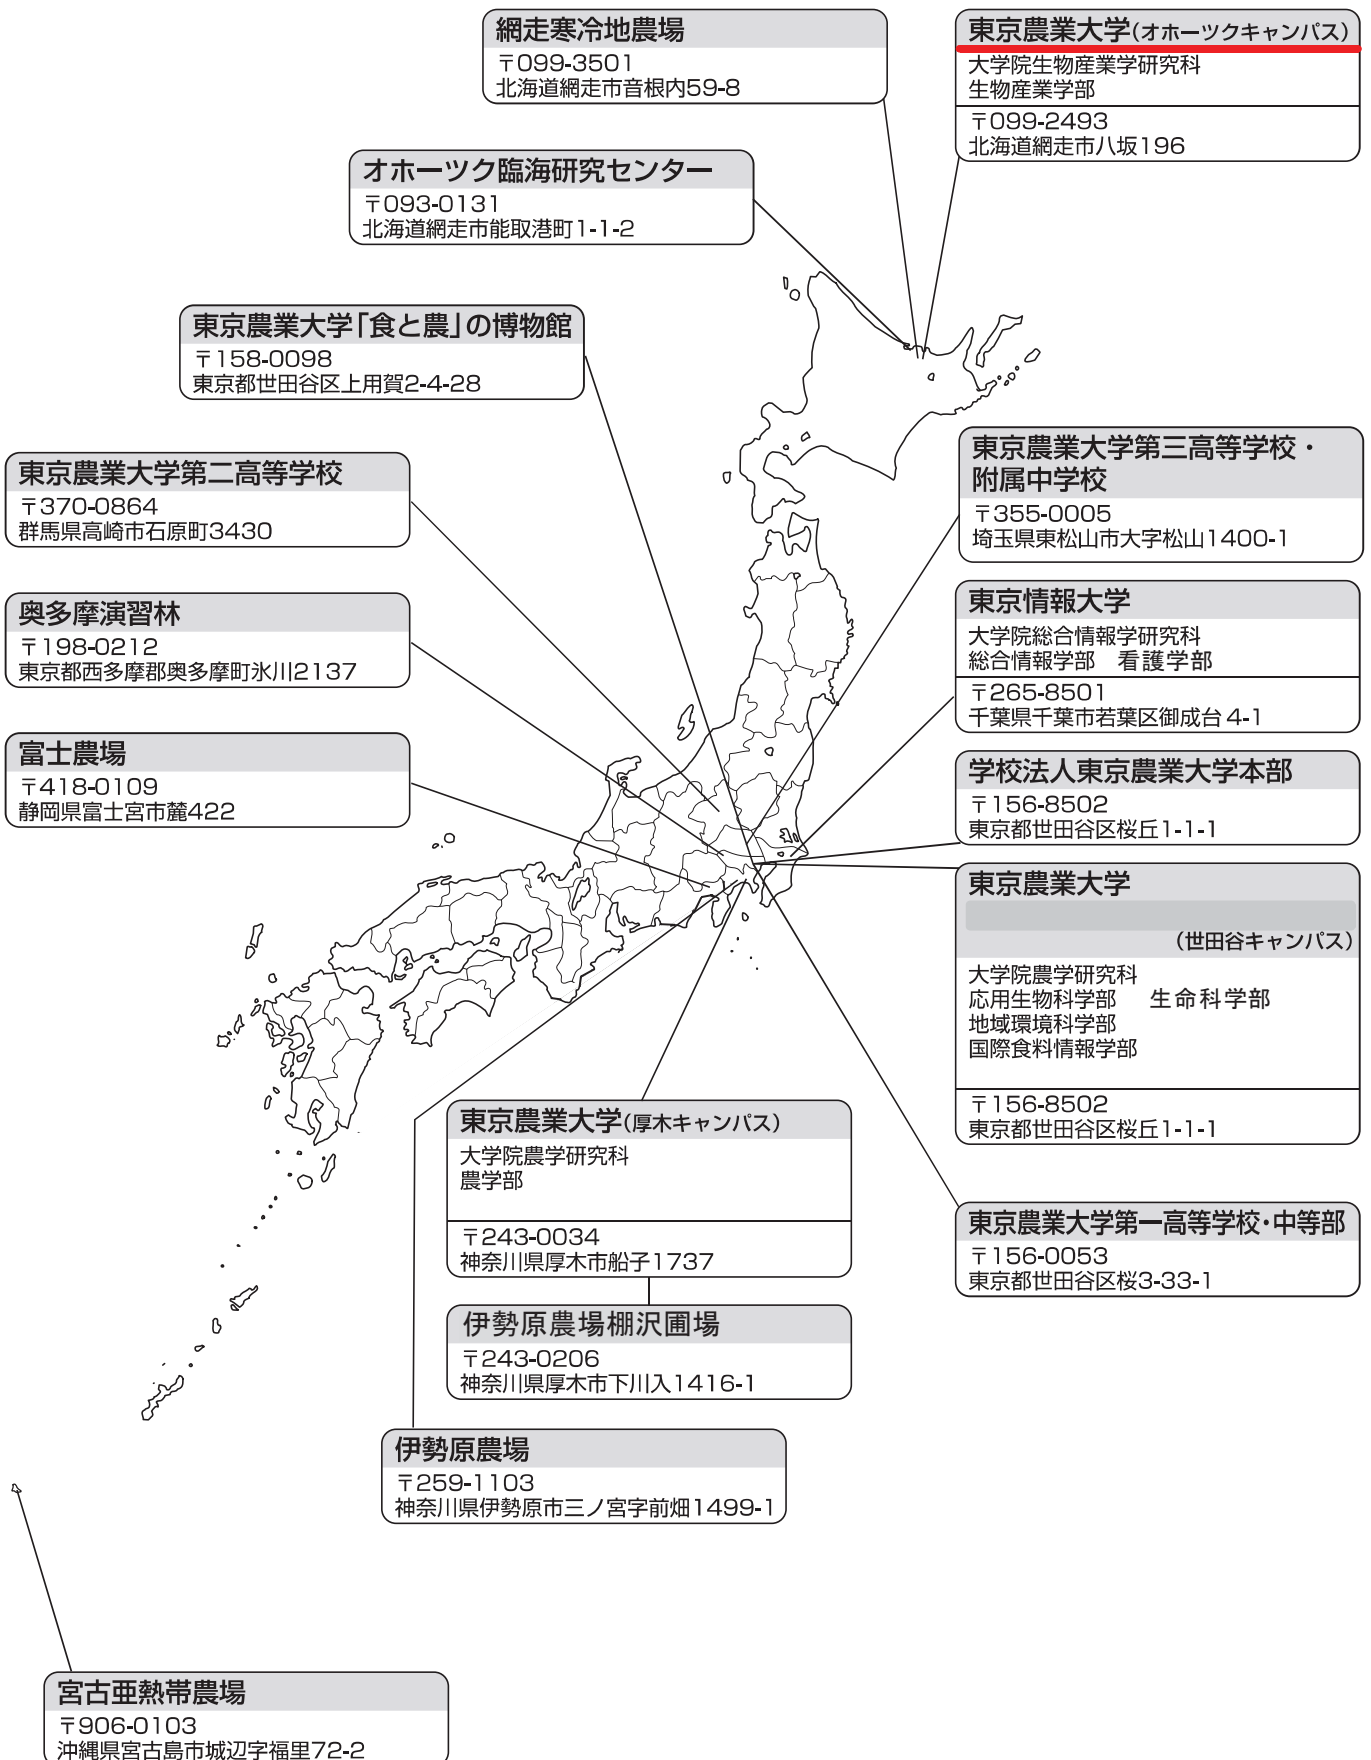 網走寒冷地農場
〒099-3501
北海道網走市音根内59-8
東京農業大学(オホーツクキャンパス)
大学院生物産業学研究科
生物産業学部
〒099-2493
北海道網走市八坂196
オホーツク臨海研究センター
〒093-0131
北海道網走市能取港町1-1-2
東京農業大学「食と農」の博物館
〒158-0098
東京都世田谷区上用賀2-4-28
東京農業大学第二高等学校
〒370-0864
群馬県高崎市石原町3430
東京農業大学第三高等学校・
附属中学校
〒355-0005
埼玉県東松山市大字松山1400-1
奥多摩演習林
〒198-0212
東京都西多摩郡奥多摩町氷川2137
東京情報大学
大学院総合情報学研究科
総合情報学部 看護学部
〒265-8501
千葉県千葉市若葉区御成台4-1
富士農場
〒418-0109
静岡県富士宮市麓422
学校法人東京農業大学本部
〒156-8502
東京都世田谷区桜丘1-1-1
東京農業大学
(世田谷キャンパス)
大学院農学研究科
応用生物科学部 生命科学部
地域環境科学部
国際食料情報学部
〒156-8502
東京都世田谷区桜丘1-1-1
東京農業大学(厚木キャンパス)
大学院農学研究科
農学部
〒243-0034
神奈川県厚木市船子1737
東京農業大学第一高等学校・中等部
〒156-0053
東京都世田谷区桜3-33-1
伊勢原農場棚沢圃場
〒243-0206
神奈川県厚木市下川入1416-1
伊勢原農場
〒259-1103
神奈川県伊勢原市三ノ宮字前畑1499-1
宮古亜熱帯農場
〒906-0103
沖縄県宮古島市城辺字福里72-2